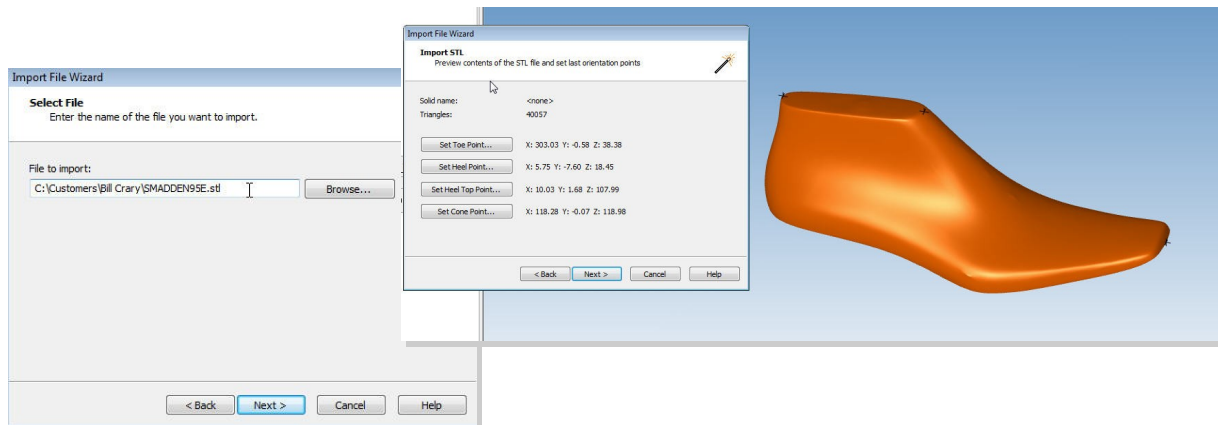 Import File Wizard
Select File
Enter the name of the file you want to import.
File to import:
C:\Customers\Bill Crary\SMADDEN95E.stl
Browse...
< Back
Next >
Cancel
Help
Import File Wizard
Import STL
Preview contents of the STL file and set last orientation points
Solid name: <none>
Triangles: 40057
Set Toe Point... X: 303.03 Y: -0.58 Z: 38.38
Set Heel Point... X: 5.75 Y: -7.60 Z: 18.45
Set Heel Top Point... X: 10.03 Y: 1.68 Z: 107.99
Set Cone Point... X: 118.28 Y: -0.07 Z: 118.98
< Back
Next >
Cancel
Help